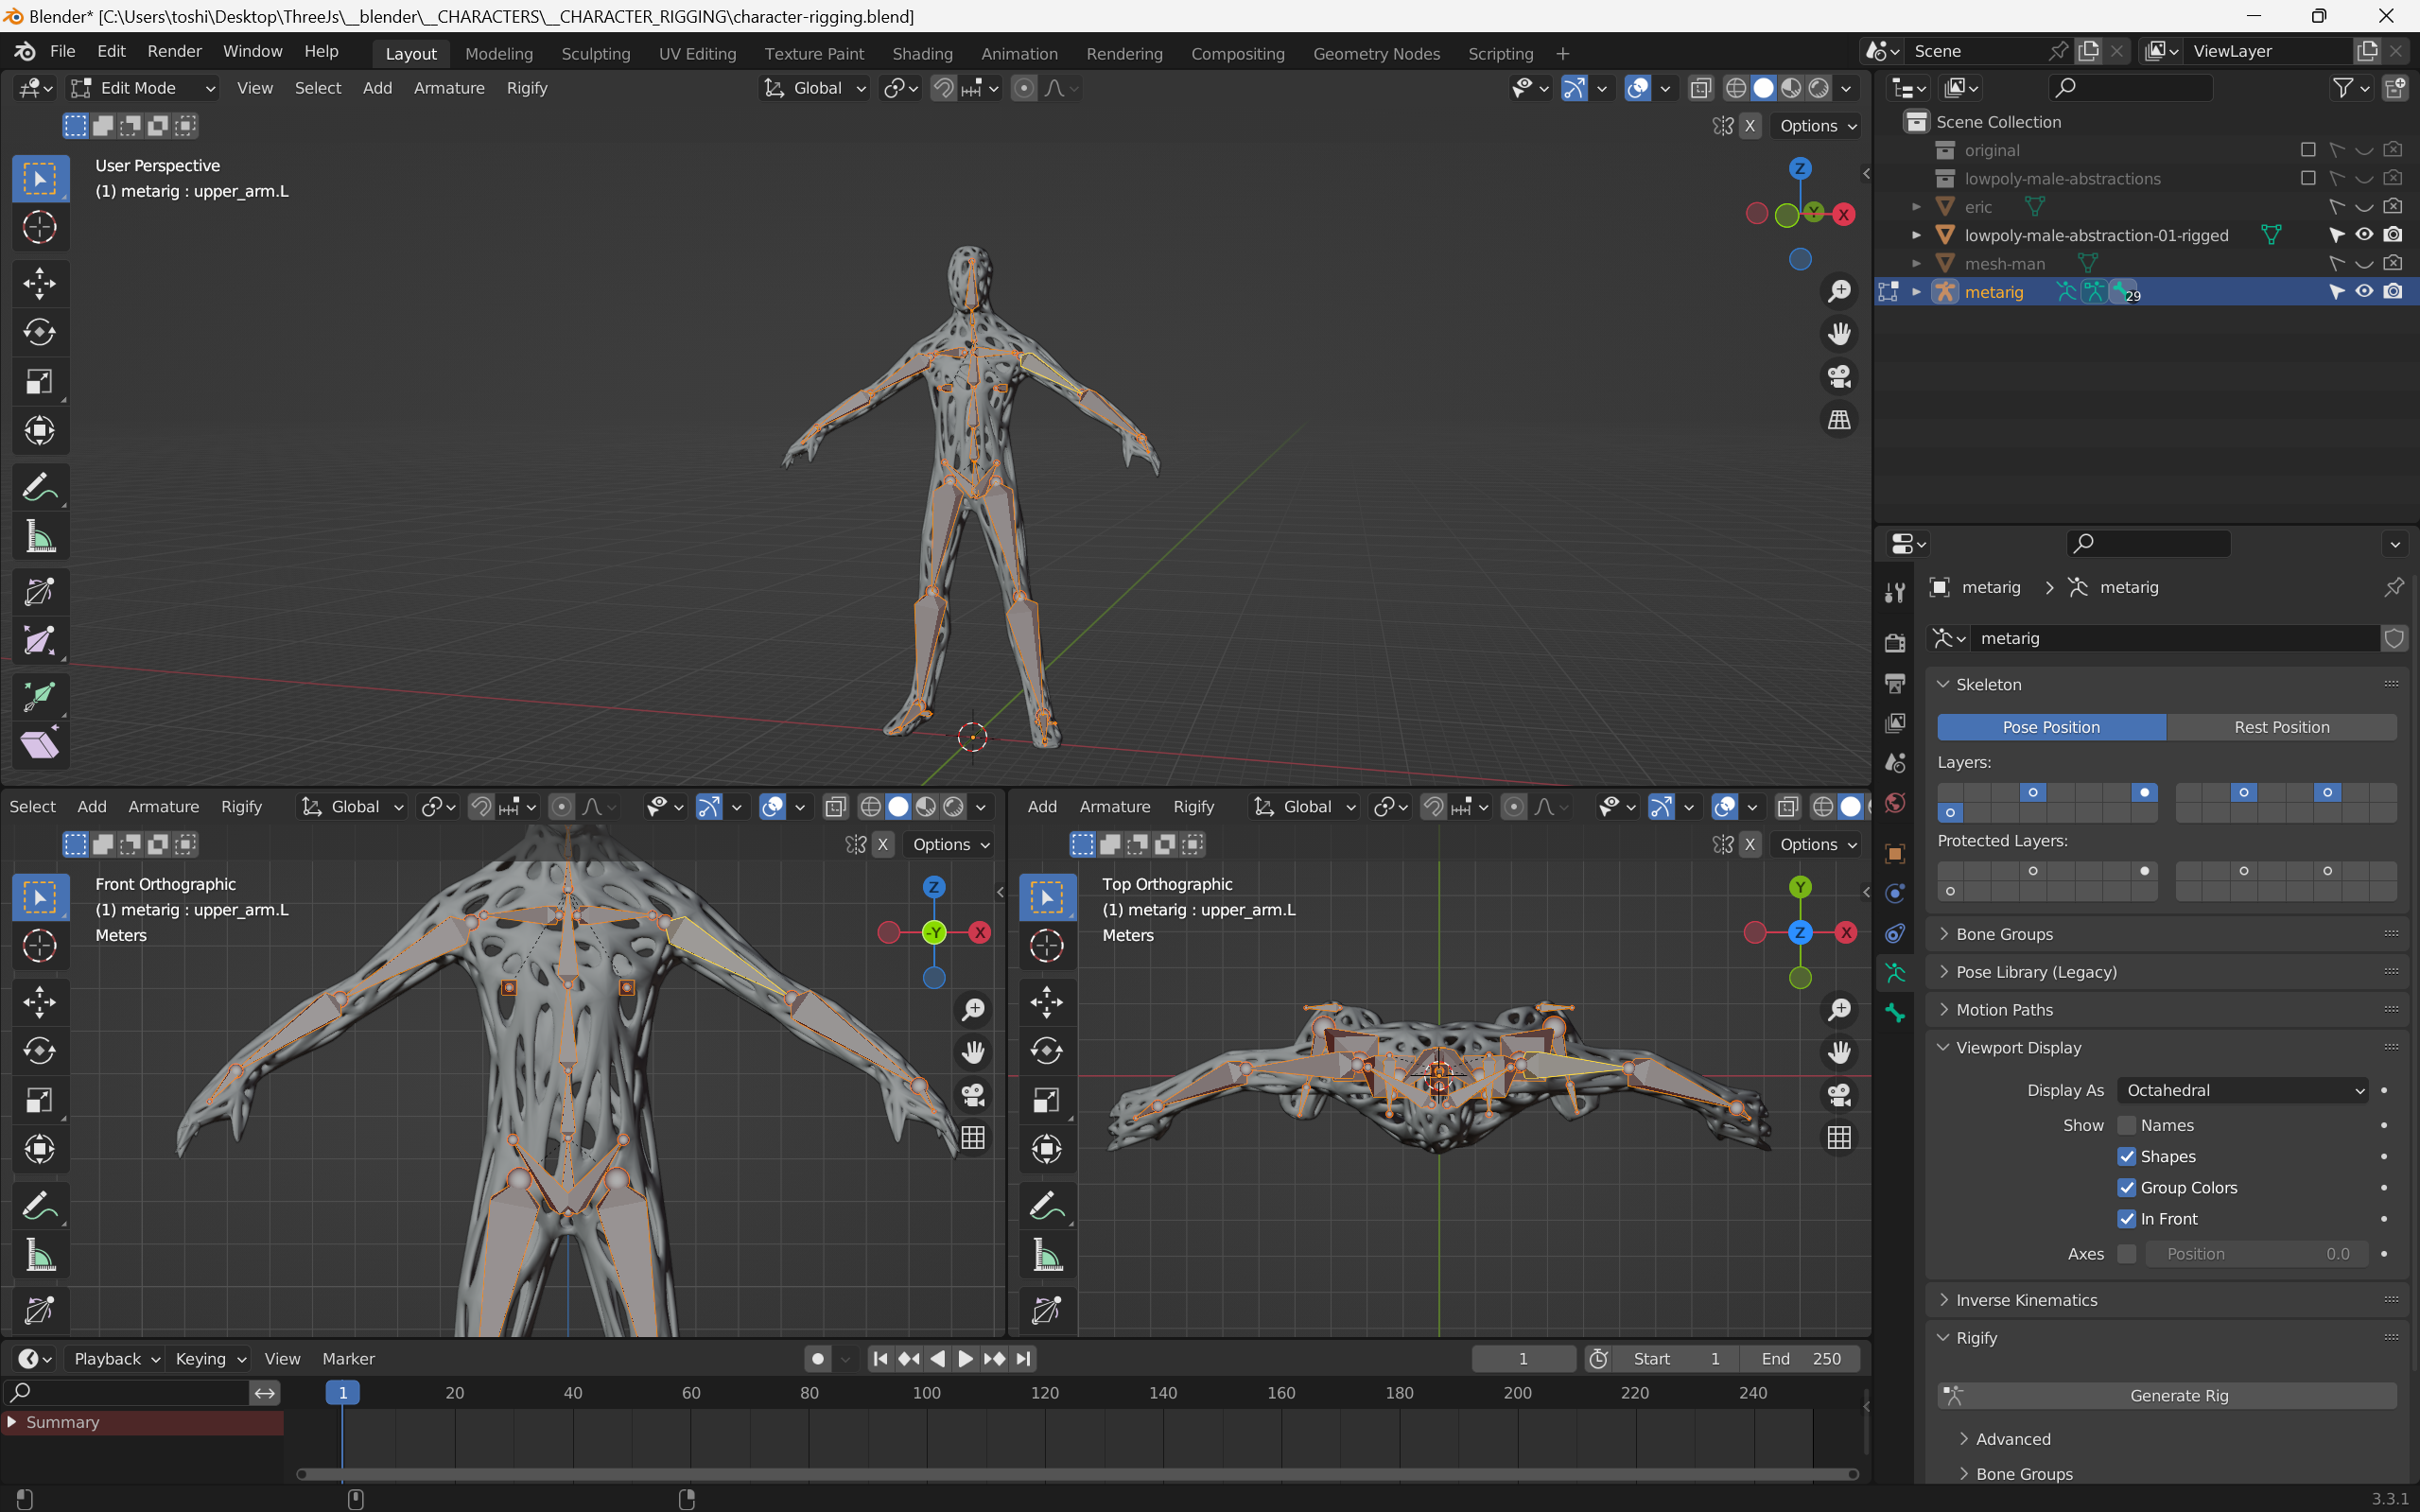 Blender* [C:\Users\toshi\Desktop\ThreeJs\__blender\__CHARACTERS\__CHARACTER_RIGGING\character-rigging.blend]
File Edit Render Window Help Layout Modeling Sculpting UV Editing Texture Paint Shading Animation Rendering Compositing Geometry Nodes Scripting + Scene ViewLayer
Edit Mode View Select Add Armature Rigify Global
X Options
User Perspective
(1) metarig : upper_arm.L
Z
Y
X
Scene Collection
original
lowpoly-male-abstractions
eric
lowpoly-male-abstraction-01-rigged
mesh-man
metarig 29
metarig metarig
metarig
Skeleton
Pose Position Rest Position
Layers:
Protected Layers:
Bone Groups
Pose Library (Legacy)
Motion Paths
Viewport Display
Display As Octahedral
Show Names
Shapes
Group Colors
In Front
Axes Position 0.0
Inverse Kinematics
Rigify
Generate Rig
Advanced
Bone Groups
Select Add Armature Rigify Global
X Options
Front Orthographic
(1) metarig : upper_arm.L
Meters
Z
-Y X
Add Armature Rigify Global
X Options
Top Orthographic
(1) metarig : upper_arm.L
Meters
Y
Z X
Playback Keying View Marker 1 Start 1 End 250
1 20 40 60 80 100 120 140 160 180 200 220 240
Summary
3.3.1